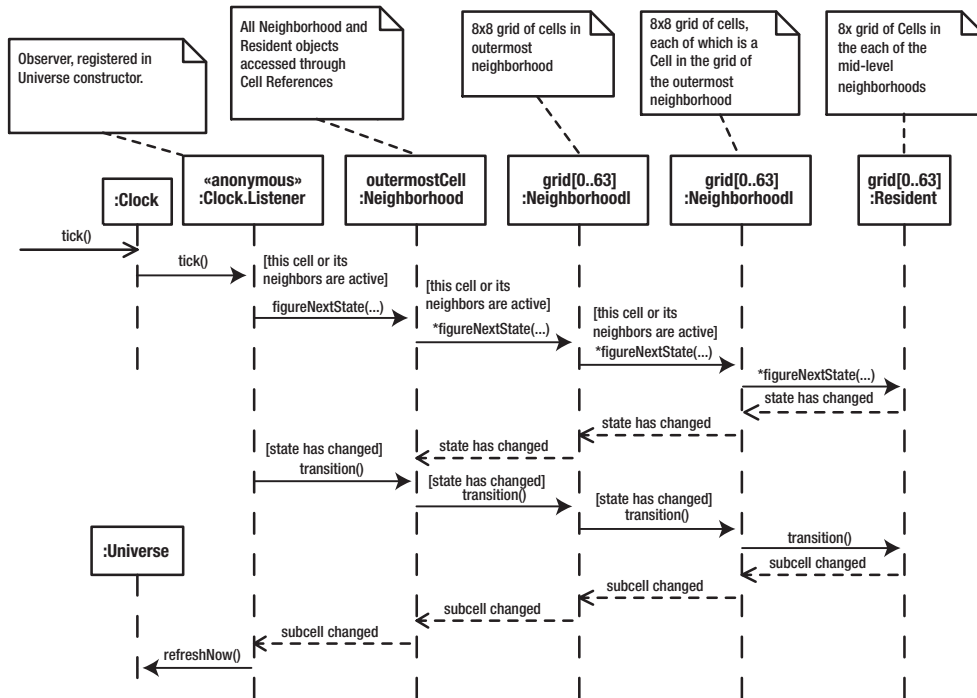 Observer, registered in
Universe constructor.
All Neighborhood and
Resident objects
accessed through
Cell References
8x8 grid of cells in
outermost
neighborhood
8x8 grid of cells,
each of which is a
Cell in the grid of
the outermost
neighborhood
8x grid of Cells in
the each of the
mid-level
neighborhoods
:Clock
«anonymous»
:Clock.Listener
outermostCell
:Neighborhood
grid[0..63]
:NeighborhoodI
grid[0..63]
:NeighborhoodI
grid[0..63]
:Resident
tick()
tick()
[this cell or its
neighbors are active]
figureNextState(...)
[this cell or its
neighbors are active]
*figureNextState(...)
[this cell or its
neighbors are active]
*figureNextState(...)
*figureNextState(...)
state has changed
state has changed
state has changed
[state has changed]
transition()
[state has changed]
transition()
[state has changed]
transition()
transition()
:Universe
subcell changed
subcell changed
subcell changed
subcell changed
refreshNow()